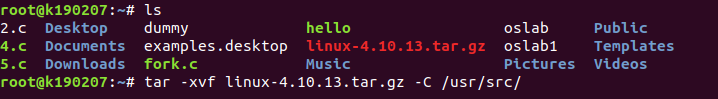 root@k190207:~# ls
2.c Desktop dummy hello oslab Public
4.c Documents examples.desktop linux-4.10.13.tar.gz oslab1 Templates
5.c Downloads fork.c Music Pictures Videos
root@k190207:~# tar -xvf linux-4.10.13.tar.gz -C /usr/src/